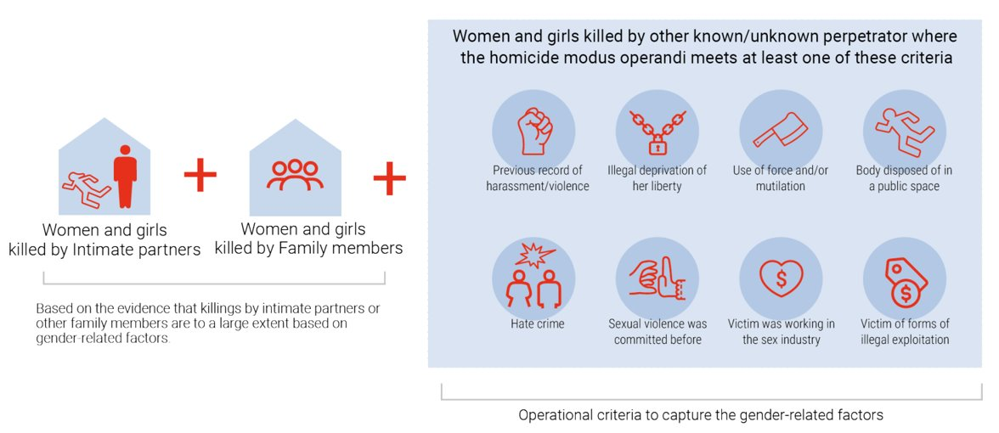 Women and girls killed by other known/unknown perpetrator where
the homicide modus operandi meets at least one of these criteria
Previous record of
harassment/violence
Illegal deprivation of
her liberty
Use of force and/or
mutilation
Body disposed of in
a public space
Women and girls
killed by Intimate partners
Women and girls
killed by Family members
Based on the evidence that killings by intimate partners or
other family members are to a large extent based on
gender-related factors.
Hate crime
Sexual violence was
committed before
Victim was working in
the sex industry
Victim of forms of
illegal exploitation
Operational criteria to capture the gender-related factors